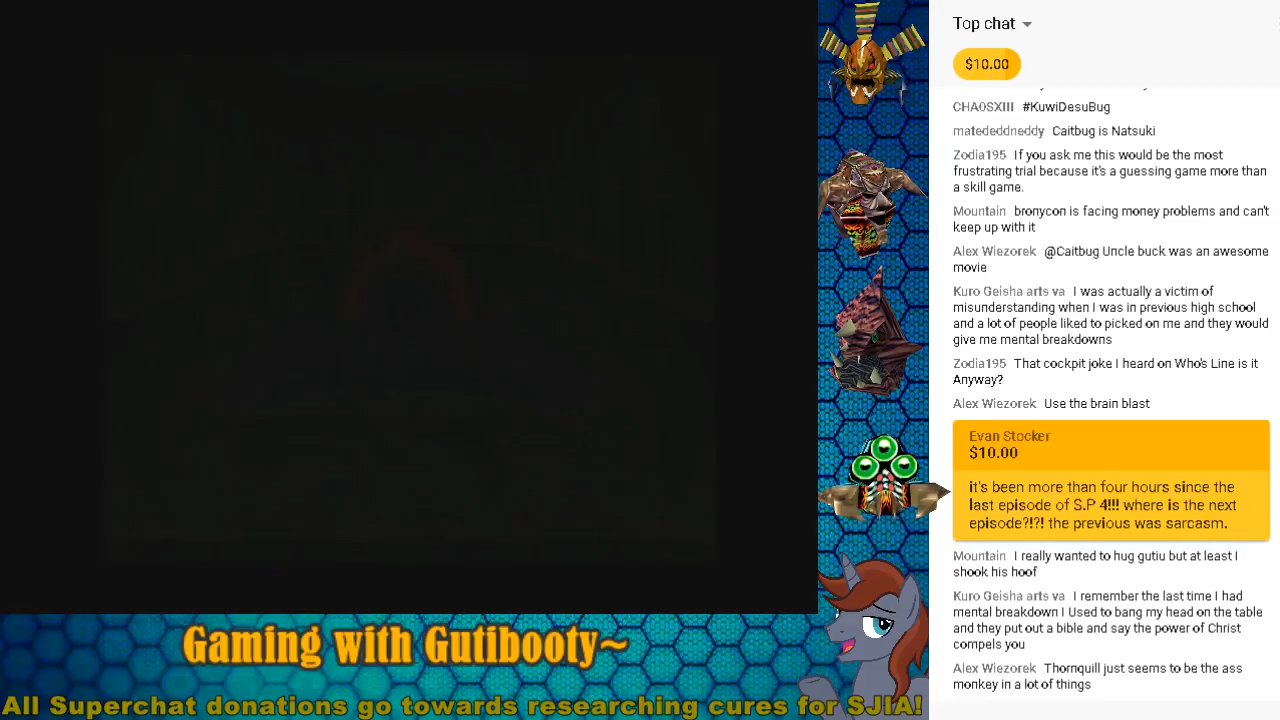 Top chat
$10.00
CHAOSXIII #KuwiDesuBug
matededdneddy Caitbug is Natsuki
Zodia195 If you ask me this would be the most
frustrating trial because it's a guessing game more than
a skill game.
Mountain bronycon is facing money problems and can't
keep up with it
Alex Wiezorek @Caitbug Uncle buck was an awesome
movie
Kuro Geisha arts va I was actually a victim of
misunderstanding when I was in previous high school
and a lot of people liked to picked on me and they would
give me mental breakdowns
Zodia195 That cockpit joke I heard on Who's Line is it
Anyway?
Alex Wiezorek Use the brain blast
Evan Stocker
$10.00
it's been more than four hours since the
last episode of S.P 4!!! where is the next
episode?!?! the previous was sarcasm.
Mountain I really wanted to hug gutiu but at least I
shook his hoof
Kuro Geisha arts va I remember the last time I had
mental breakdown I Used to bang my head on the table
and they put out a bible and say the power of Christ
compels you
Alex Wiezorek Thornquill just seems to be the ass
monkey in a lot of things
Gaming with Gutibooty~
All Superchat donations go towards researching cures for SJIA!